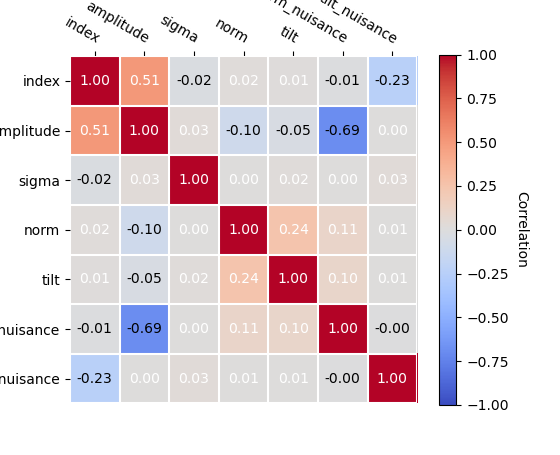 index amplitude sigma norm tilt m_nuisance ilt_nuisance
index 1.00 0.51 -0.02 0.02 0.01 -0.01 -0.23
mplitude 0.51 1.00 0.03 -0.10 -0.05 -0.69 0.00
sigma -0.02 0.03 1.00 0.00 0.02 0.00 0.03
norm 0.02 -0.10 0.00 1.00 0.24 0.11 0.01
tilt 0.01 -0.05 0.02 0.24 1.00 0.10 0.01
nuisance -0.01 -0.69 0.00 0.11 0.10 1.00 -0.00
nuisance -0.23 0.00 0.03 0.01 0.01 -0.00 1.00
1.00
0.75
0.50
0.25
0.00
−0.25
−0.50
−0.75
−1.00
Correlation